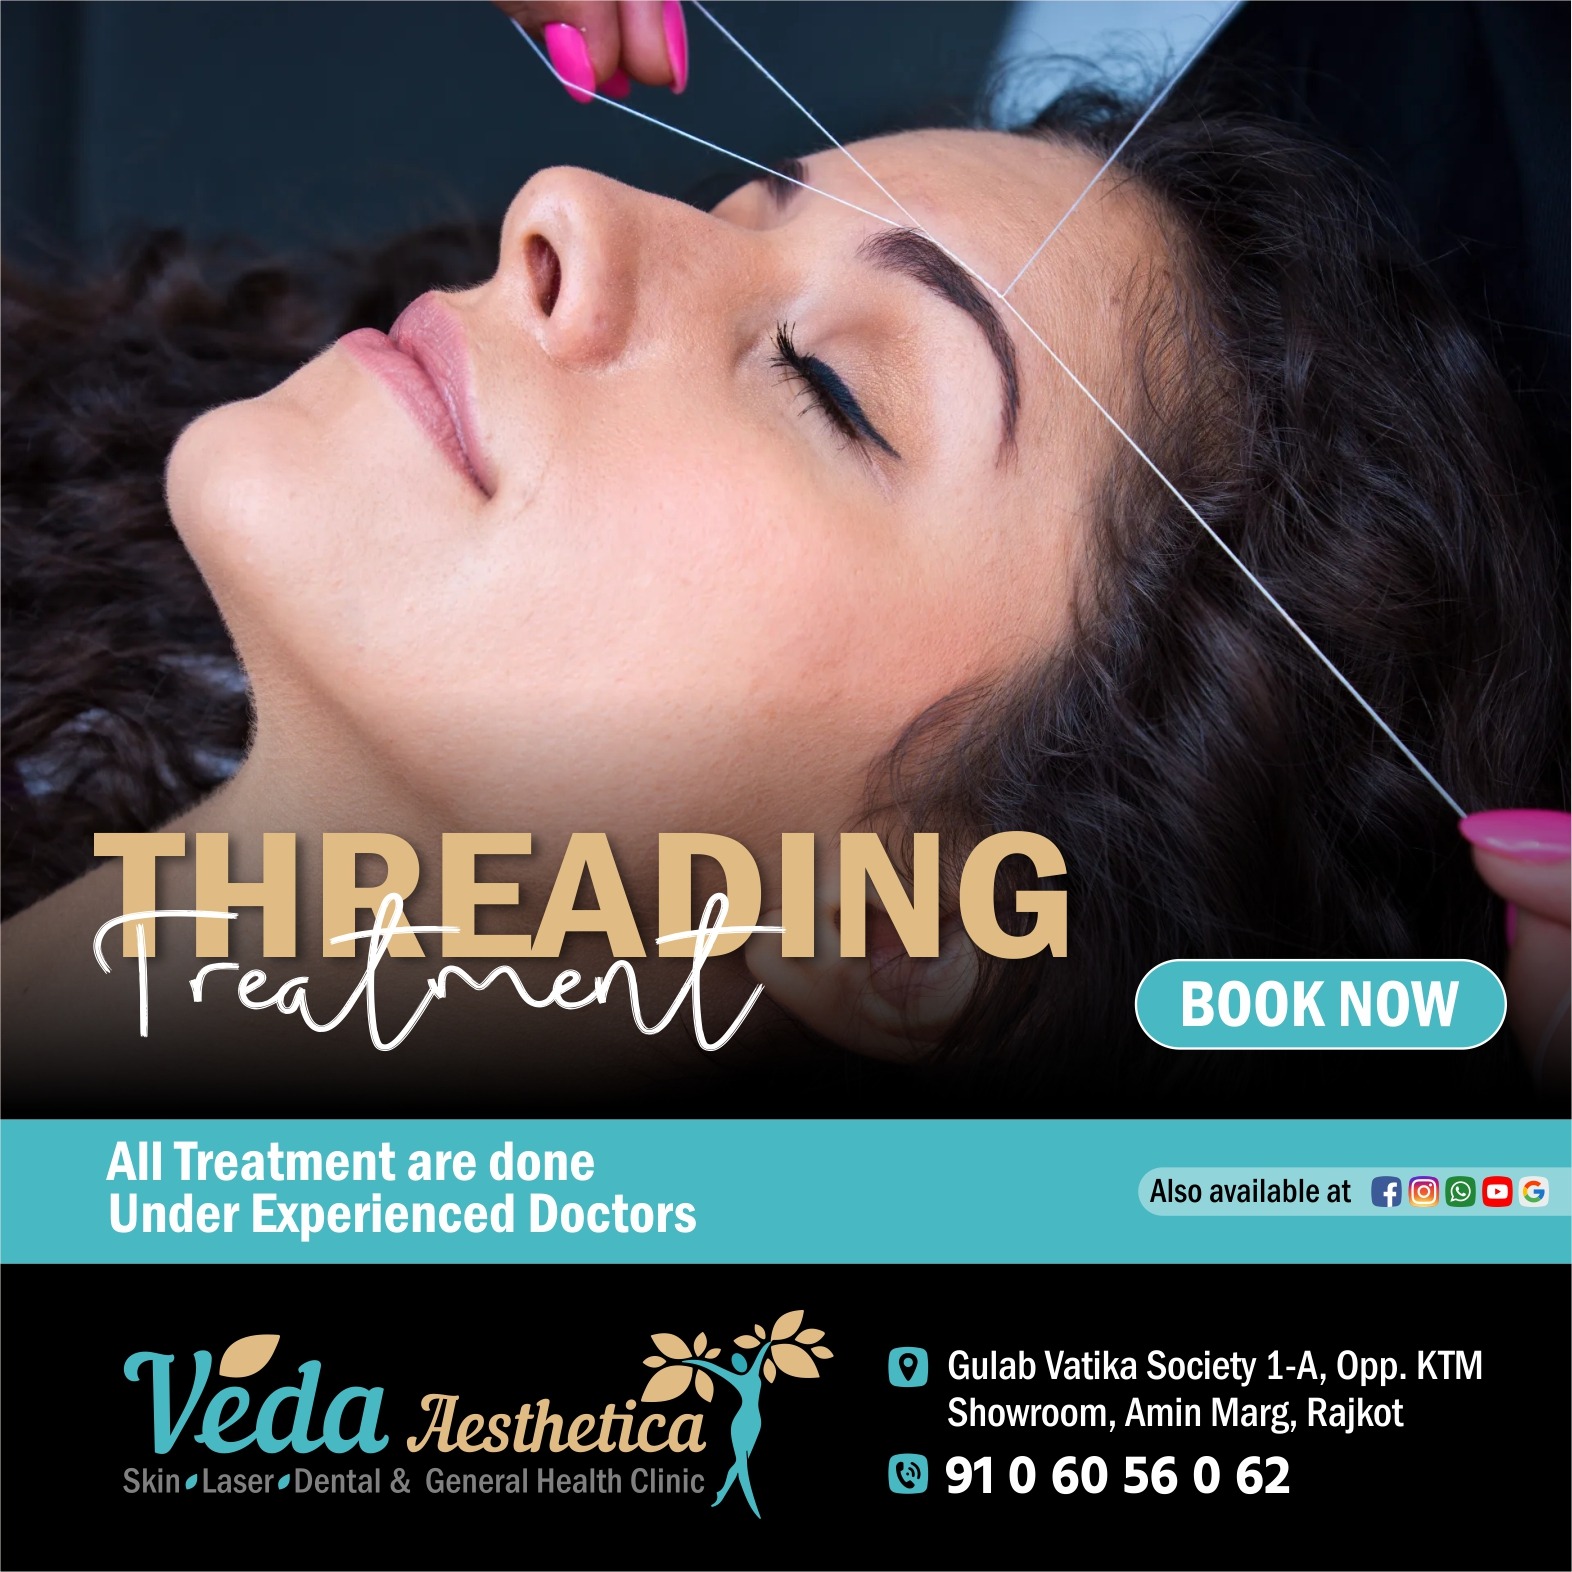 THREADING
Treatment
BOOK NOW
All Treatment are done
Under Experienced Doctors
Also available at
Veda Aesthetica
Skin Laser Dental & General Health Clinic
Gulab Vatika Society 1-A, Opp. KTM
Showroom, Amin Marg, Rajkot
91 0 60 56 0 62